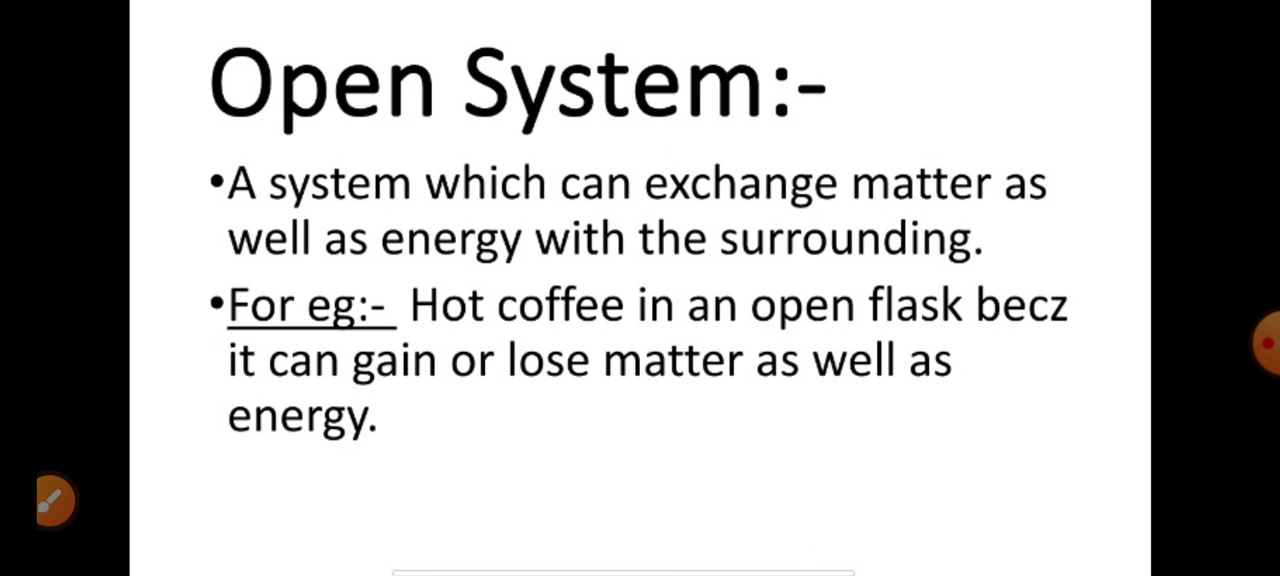 Open System:-
•A system which can exchange matter as
well as energy with the surrounding.
•For eg:- Hot coffee in an open flask becz
it can gain or lose matter as well as
energy.